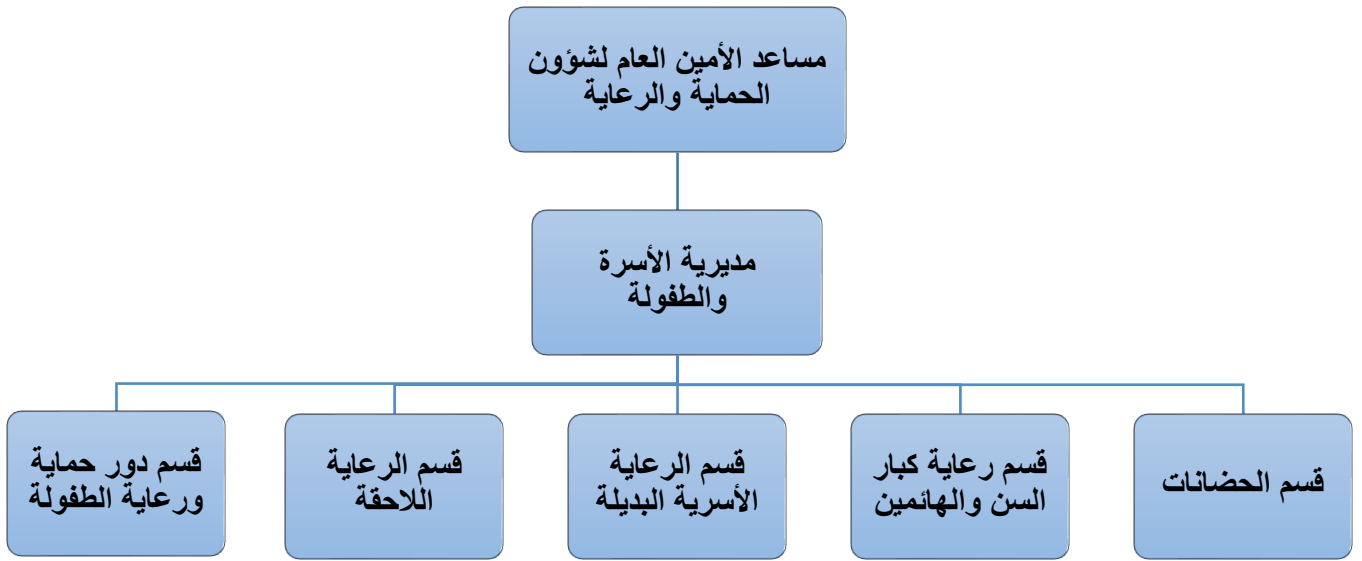 مساعد الأمين العام لشؤون
الحماية والرعاية
مديرية الأسرة
والطفولة
قسم الحضانات
قسم رعاية كبار
السن والهائمين
قسم الرعاية
الأسرية البديلة
قسم الرعاية
اللاحقة
قسم دور حماية
ورعاية الطفولة